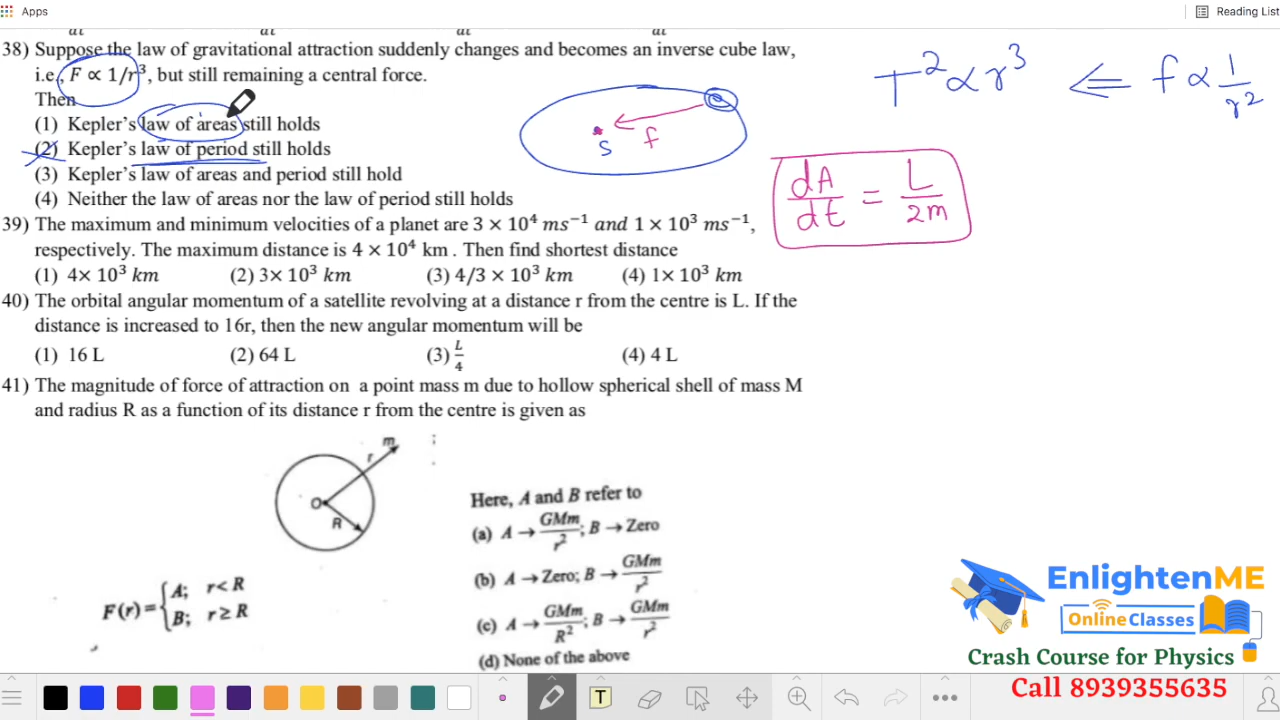 Apps
Reading List
dt dt dt dt
38) Suppose the law of gravitational attraction suddenly changes and becomes an inverse cube law,
i.e., F ∝ 1/r³, but still remaining a central force.
Then
(1) Kepler's law of areas still holds
(2) Kepler's law of period still holds
(3) Kepler's law of areas and period still hold
(4) Neither the law of areas nor the law of period still holds
T² ∝ r³ ⇐ f ∝ 1/r²
S f
dA/dt = L/2m
39) The maximum and minimum velocities of a planet are 3 × 10⁴ ms⁻¹ and 1 × 10³ ms⁻¹,
respectively. The maximum distance is 4 × 10⁴ km . Then find shortest distance
(1) 4× 10³ km (2) 3× 10³ km (3) 4/3 × 10³ km (4) 1× 10³ km
40) The orbital angular momentum of a satellite revolving at a distance r from the centre is L. If the
distance is increased to 16r, then the new angular momentum will be
(1) 16 L (2) 64 L (3) L/4 (4) 4 L
41) The magnitude of force of attraction on a point mass m due to hollow spherical shell of mass M
and radius R as a function of its distance r from the centre is given as
m
r
O
R
F(r) = { A; r < R
B; r ≥ R
Here, A and B refer to
(a) A → GMm/r² ; B → Zero
(b) A → Zero; B → GMm/r²
(c) A → GMm/R² ; B → GMm/r²
(d) None of the above
EnlightenME
Online Classes
Crash Course for Physics
Call 8939355635
T